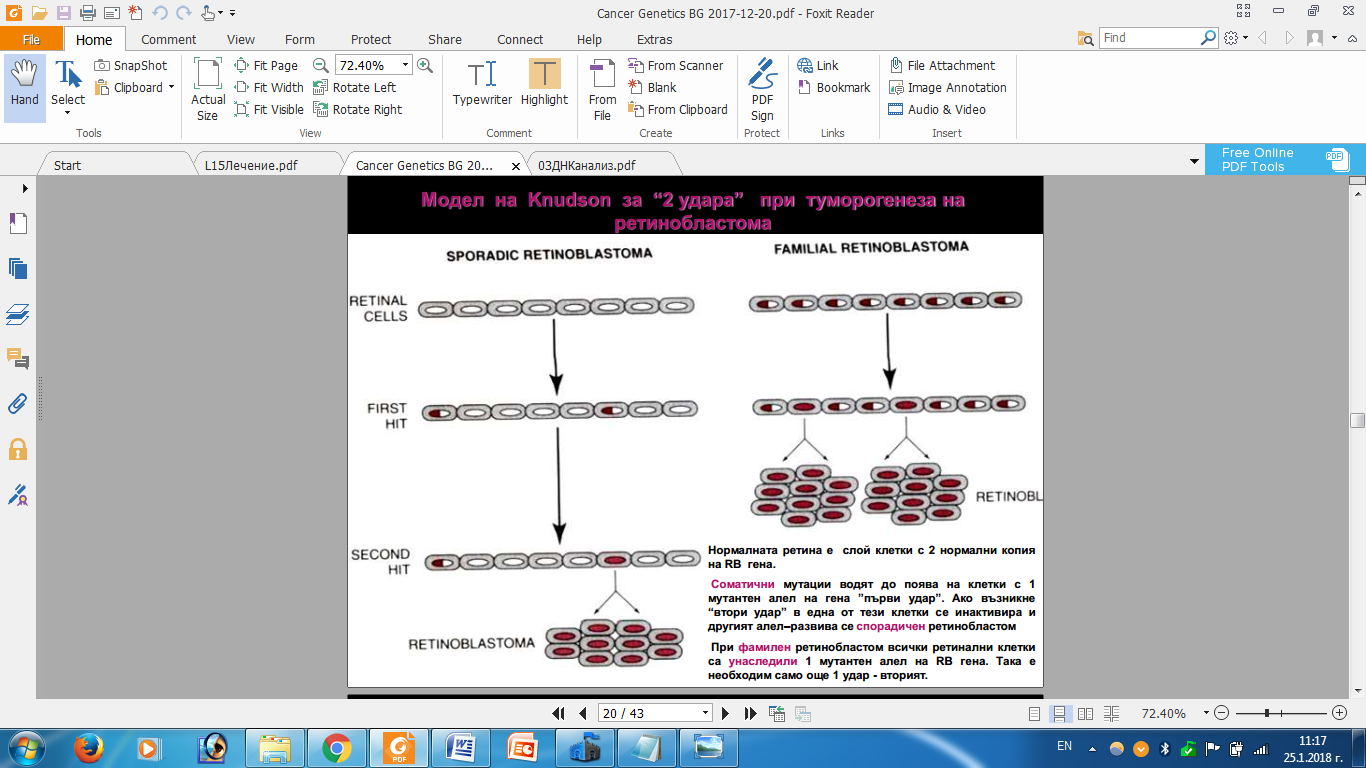 Cancer Genetics BG 2017-12-20.pdf - Foxit Reader
File Home Comment View Form Protect Share Connect Help Extras
Find
Hand
Select
SnapShot
Clipboard
Tools
Actual
Size
Fit Page
Fit Width
Fit Visible
72.40%
Rotate Left
Rotate Right
View
Typewriter
Highlight
Comment
From
File
From Scanner
Blank
From Clipboard
Create
PDF
Sign
Protect
Link
Bookmark
Links
File Attachment
Image Annotation
Audio & Video
Insert
Start
L15Лечение.pdf
Cancer Genetics BG 20...
03ДНКанализ.pdf
Free Online
PDF Tools
PDF
Модел на Knudson за “2 удара” при туморогенеза на
ретинобластома
SPORADIC RETINOBLASTOMA
FAMILIAL RETINOBLASTOMA
RETINAL
CELLS
FIRST
HIT
RETINOBL
SECOND
HIT
RETINOBLASTOMA
Нормалната ретина е слой клетки с 2 нормални копия
на RB гена.
Соматични мутации водят до поява на клетки с 1
мутантен алел на гена ”първи удар”. Ако възникне
“втори удар” в една от тези клетки се инактивира и
другият алел–развива се спорадичен ретинобластом
При фамилен ретинобластом всички ретинални клетки
са унаследили 1 мутантен алел на RB гена. Така е
необходим само още 1 удар - вторият.
20 / 43
72.40%
PDF
EN
11:17
25.1.2018 г.